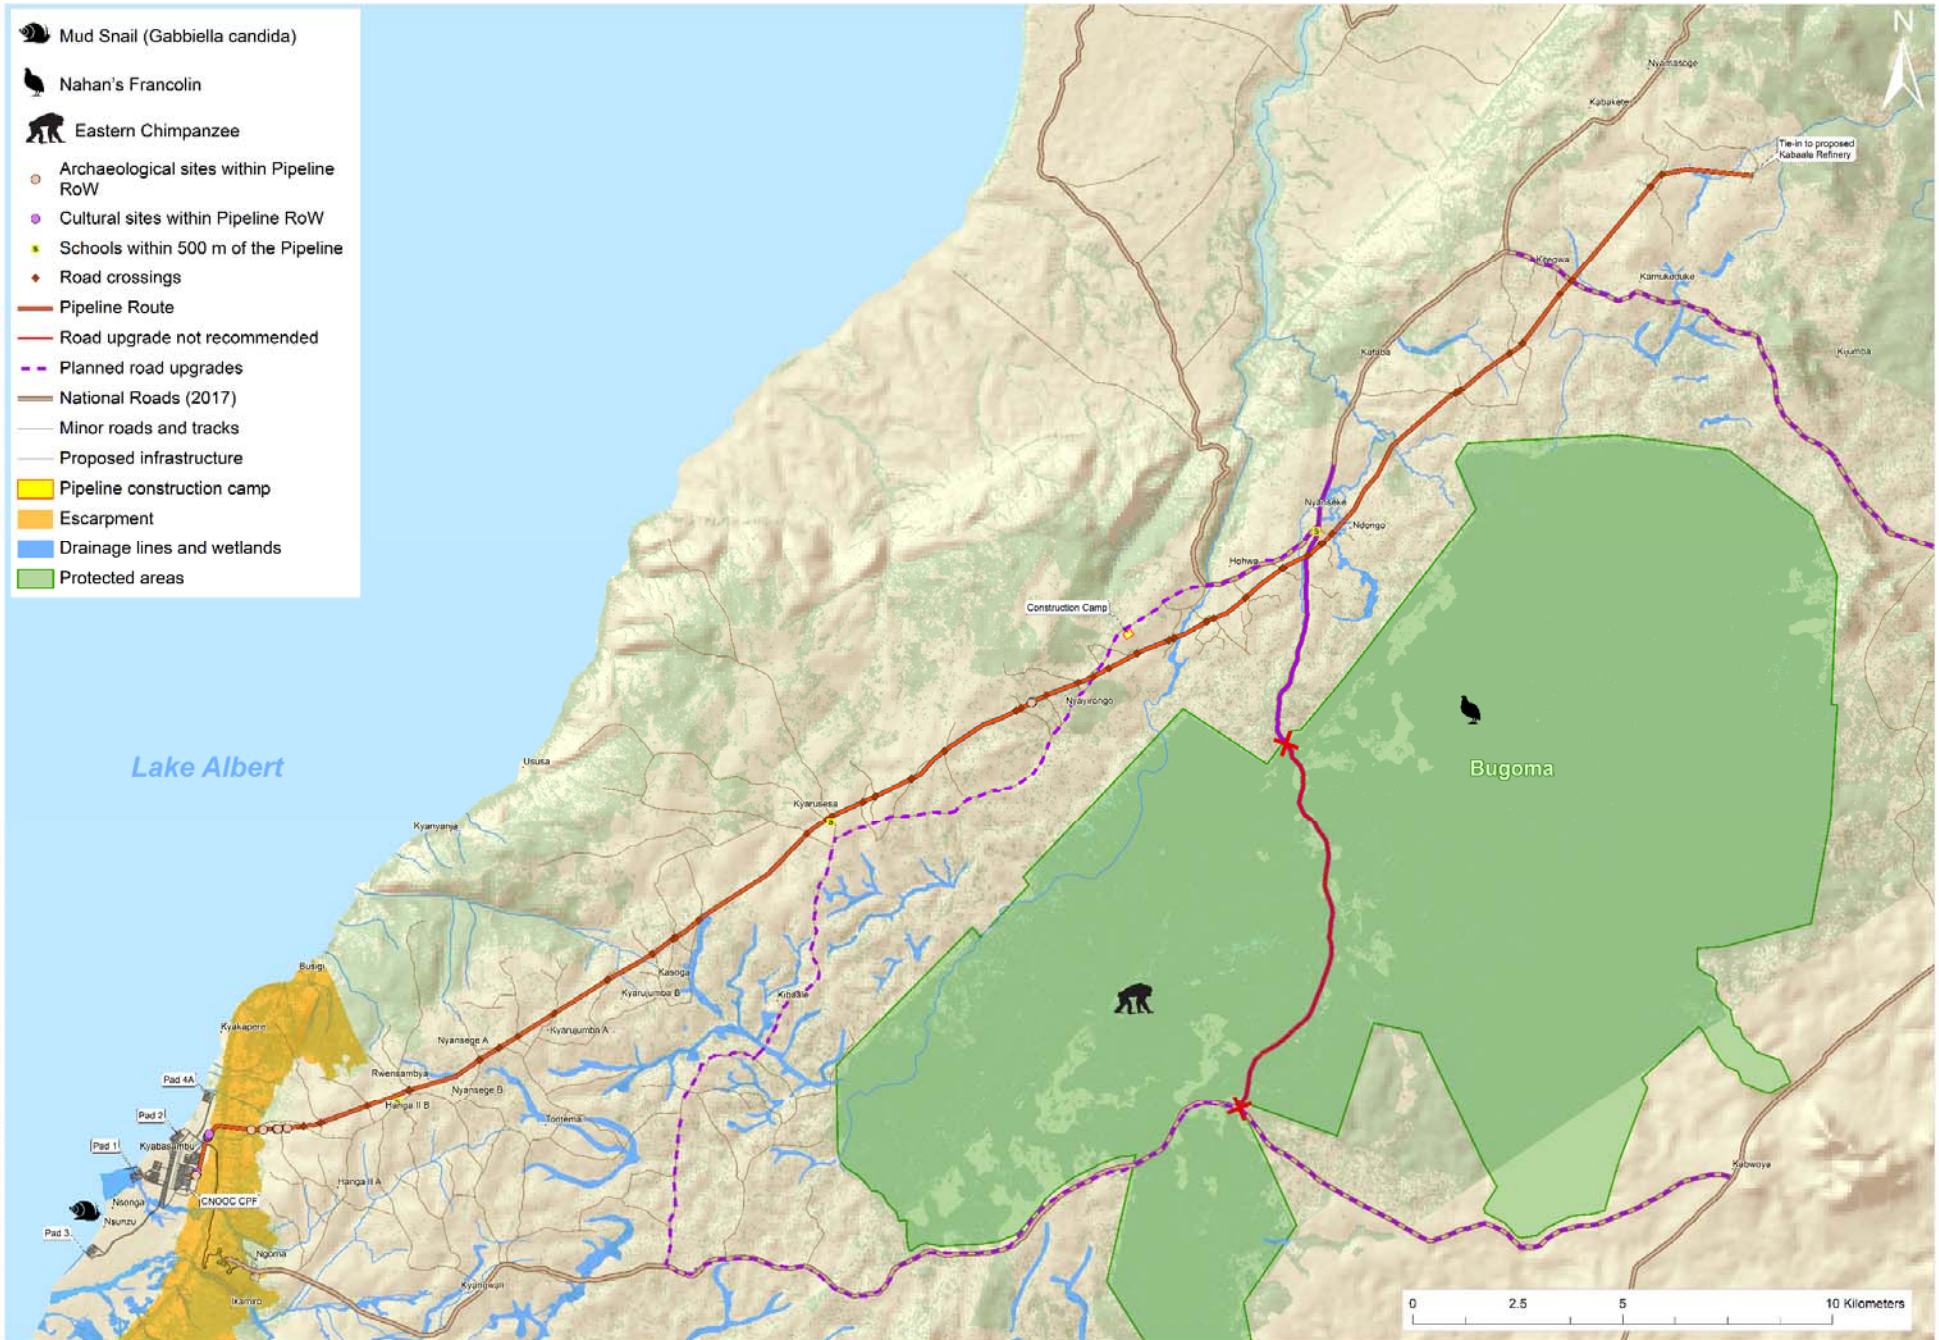 Mud Snail (Gabbiella candida)
Nahan's Francolin
Eastern Chimpanzee
Archaeological sites within Pipeline
RoW
Cultural sites within Pipeline RoW
Schools within 500 m of the Pipeline
Road crossings
Pipeline Route
Road upgrade not recommended
Planned road upgrades
National Roads (2017)
Minor roads and tracks
Proposed infrastructure
Pipeline construction camp
Escarpment
Drainage lines and wetlands
Protected areas
N
Nyamasoge
Kabakete
Tie-in to proposed
Kabaale Refinery
Kitegwa
Kamukoduke
Kataba
Kijumba
Nyanseke
Ndongo
Hohwa
Construction Camp
Nyayirongo
Lake Albert
Ususa
Bugoma
Kyarusesa
Kyanyanja
Busigi
Kasoga
Kyarujumba B
Kibaale
Kyakapere
Kyarujumba A
Nyansege A
Rwensambya
Pad 4A
Nyansege B
Hanga II B
Pad 2
Tontema
Pad 1
Kyabasambu
Kabwoya
Hanga II A
CNOOC CPF
Nsonga
Nsunzu
Pad 3
Ngoma
Kyangwali
Ikamiro
0 2.5 5 10 Kilometers